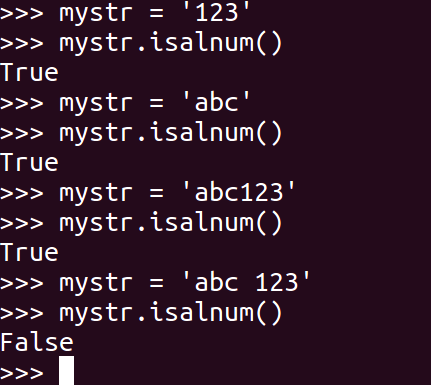 >>> mystr = '123'
>>> mystr.isalnum()
True
>>> mystr = 'abc'
>>> mystr.isalnum()
True
>>> mystr = 'abc123'
>>> mystr.isalnum()
True
>>> mystr = 'abc 123'
>>> mystr.isalnum()
False
>>>